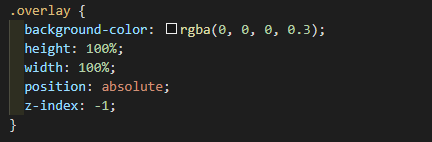 .overlay {
background-color: rgba(0, 0, 0, 0.3);
height: 100%;
width: 100%;
position: absolute;
z-index: -1;
}